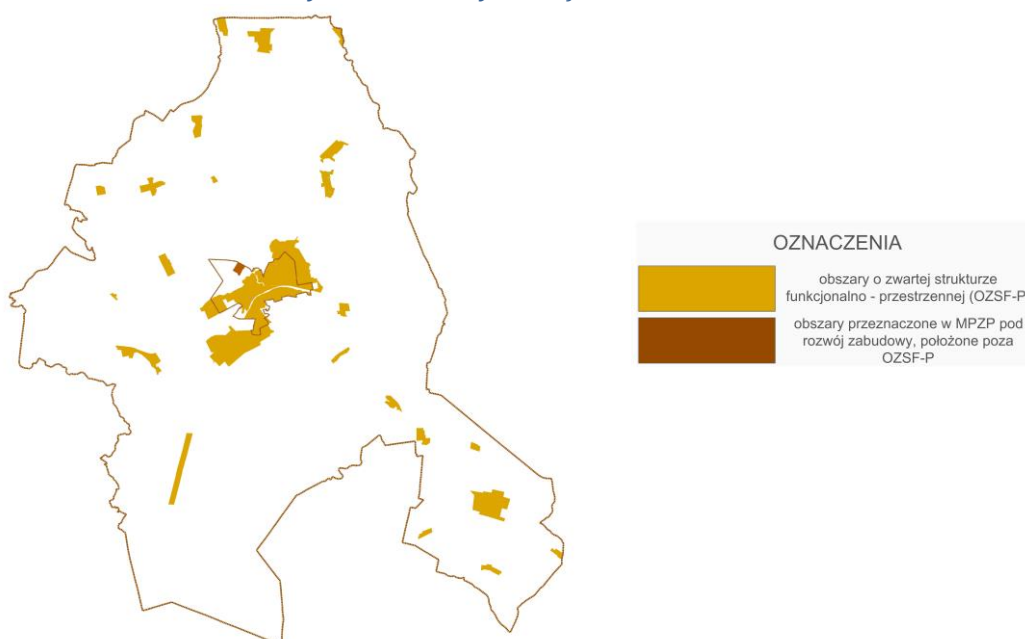 OZNACZENIA
obszary o zwartej strukturze
funkcjonalno - przestrzennej (OZSF-P
obszary przeznaczone w MPZP pod
rozwój zabudowy, położone poza
OZSF-P